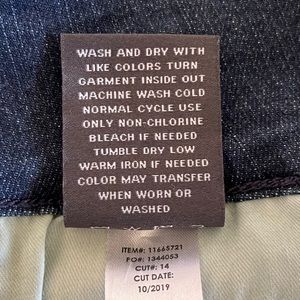 WASH AND DRY WITH
LIKE COLORS TURN
GARMENT INSIDE OUT
MACHINE WASH COLD
NORMAL CYCLE USE
ONLY NON-CHLORINE
BLEACH IF NEEDED
TUMBLE DRY LOW
WARM IRON IF NEEDED
COLOR MAY TRANSFER
WHEN WORN OR
WASHED
ITEM#: 11665721
FO#: 1344053
CUT#: 14
CUT DATE:
10/2019